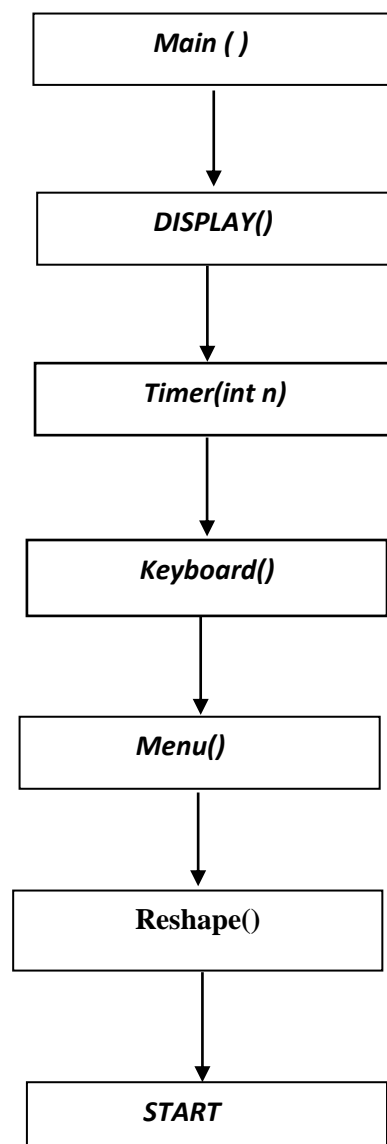 Main ( )
DISPLAY()
Timer(int n)
Keyboard()
Menu()
Reshape()
START